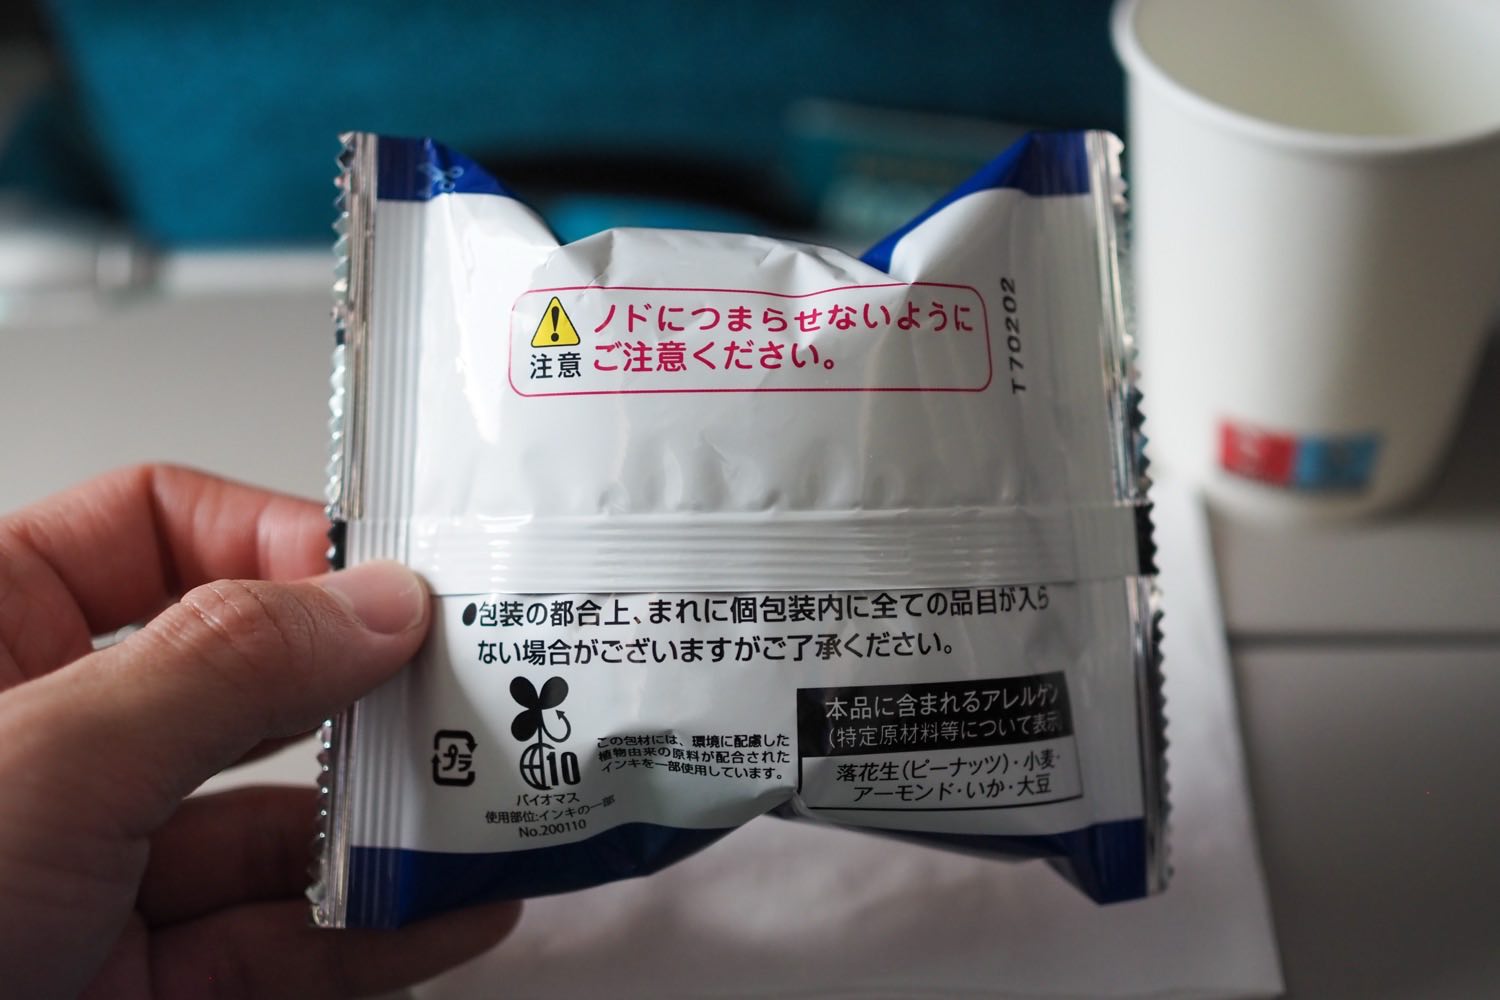 ノドにつまらせないように
注意 ご注意ください。
T70202
●包装の都合上、まれに個包装内に全ての品目が入ら
ない場合がございますがご了承ください。
プラ
10
バイオマス
使用部位:インキの一部
No.200110
この包材には、環境に配慮した
植物由来の原料が配合された
インキを一部使用しています。
本品に含まれるアレルゲン
(特定原材料等について表示)
落花生(ピーナッツ)・小麦・
アーモンド・いか・大豆